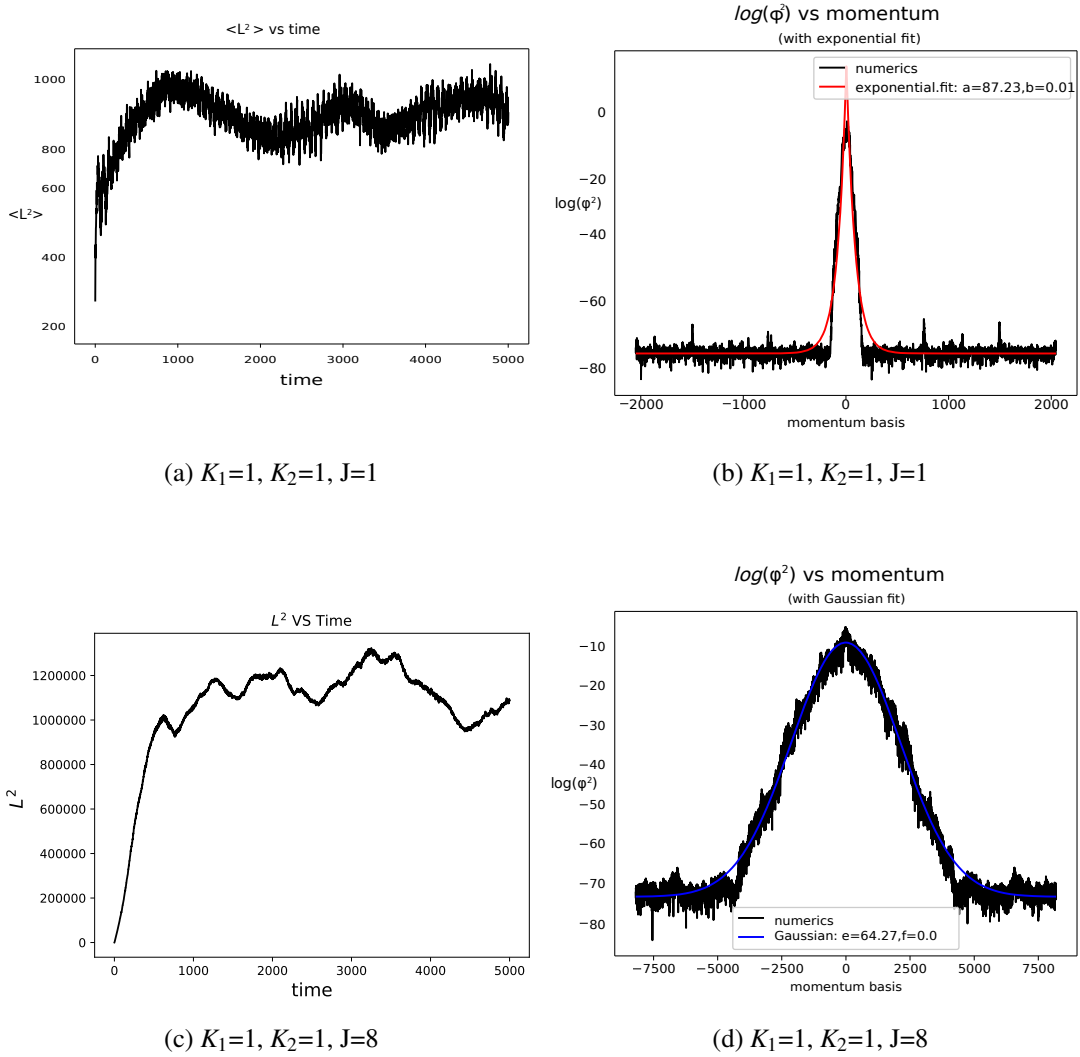 <L²> vs time
1000
800
600
<L²>
400
200
0 1000 2000 3000 4000 5000
time
(a) K₁=1, K₂=1, J=1
log(φ²) vs momentum
(with exponential fit)
numerics
exponential.fit: a=87.23,b=0.01
0
−20
log(φ²)
−40
−60
−80
−2000 −1000 0 1000 2000
momentum basis
(b) K₁=1, K₂=1, J=1
L² VS Time
1200000
1000000
800000
L²
600000
400000
200000
0
0 1000 2000 3000 4000 5000
time
(c) K₁=1, K₂=1, J=8
log(φ²) vs momentum
(with Gaussian fit)
−10
−20
−30
−40
log(φ²)
−50
−60
−70
−80
numerics
Gaussian: e=64.27,f=0.0
−7500 −5000 −2500 0 2500 5000 7500
momentum basis
(d) K₁=1, K₂=1, J=8